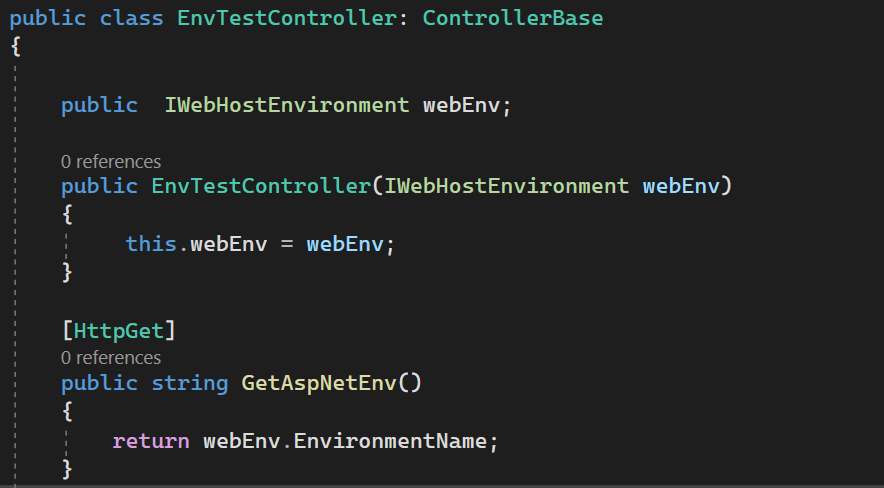 public class EnvTestController: ControllerBase
{
public  IWebHostEnvironment webEnv;
0 references
public EnvTestController(IWebHostEnvironment webEnv)
{
this.webEnv = webEnv;
}
[HttpGet]
0 references
public string GetAspNetEnv()
{
return webEnv.EnvironmentName;
}